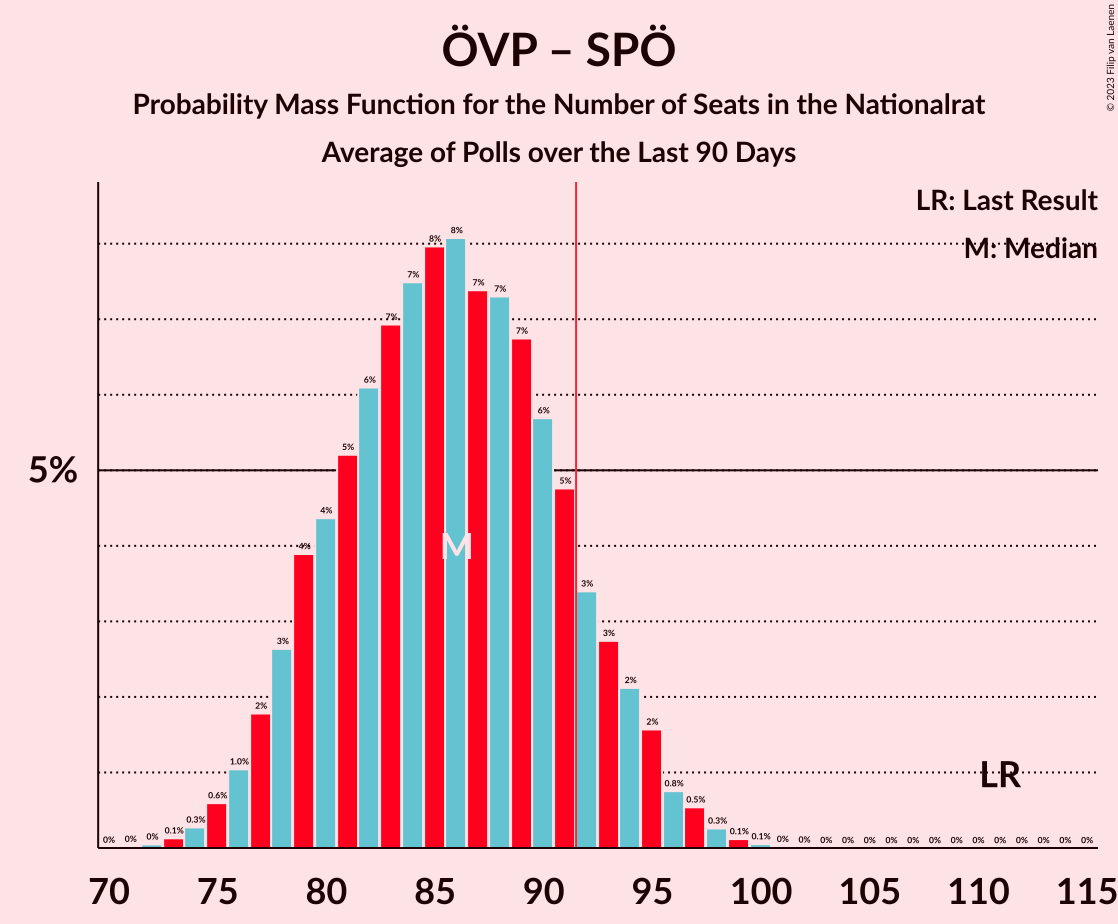 ÖVP – SPÖ
Probability Mass Function for the Number of Seats in the Nationalrat
Average of Polls over the Last 90 Days
© 2023 Filip van Laenen
LR: Last Result
M: Median
5%
0% 0% 0% 0.1% 0.3% 0.6% 1.0% 2% 3% 4% 4% 5% 6% 7% 7% 8% 8% 7% 7% 7% 6% 5% 3% 3% 2% 2% 0.8% 0.5% 0.3% 0.1% 0.1% 0% 0% 0% 0% 0% 0% 0% 0% 0% 0% 0% 0% 0% 0% 0%
M
LR
70 75 80 85 90 95 100 105 110 115